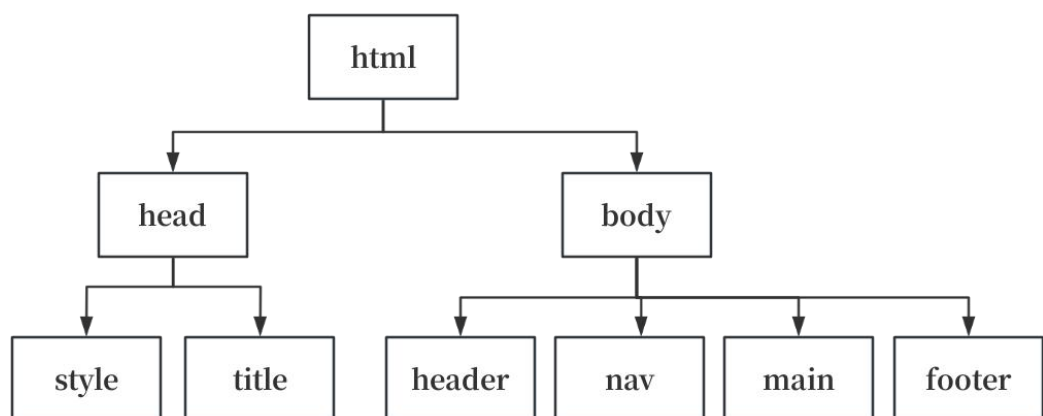 html
head
body
style
title
header
nav
main
footer